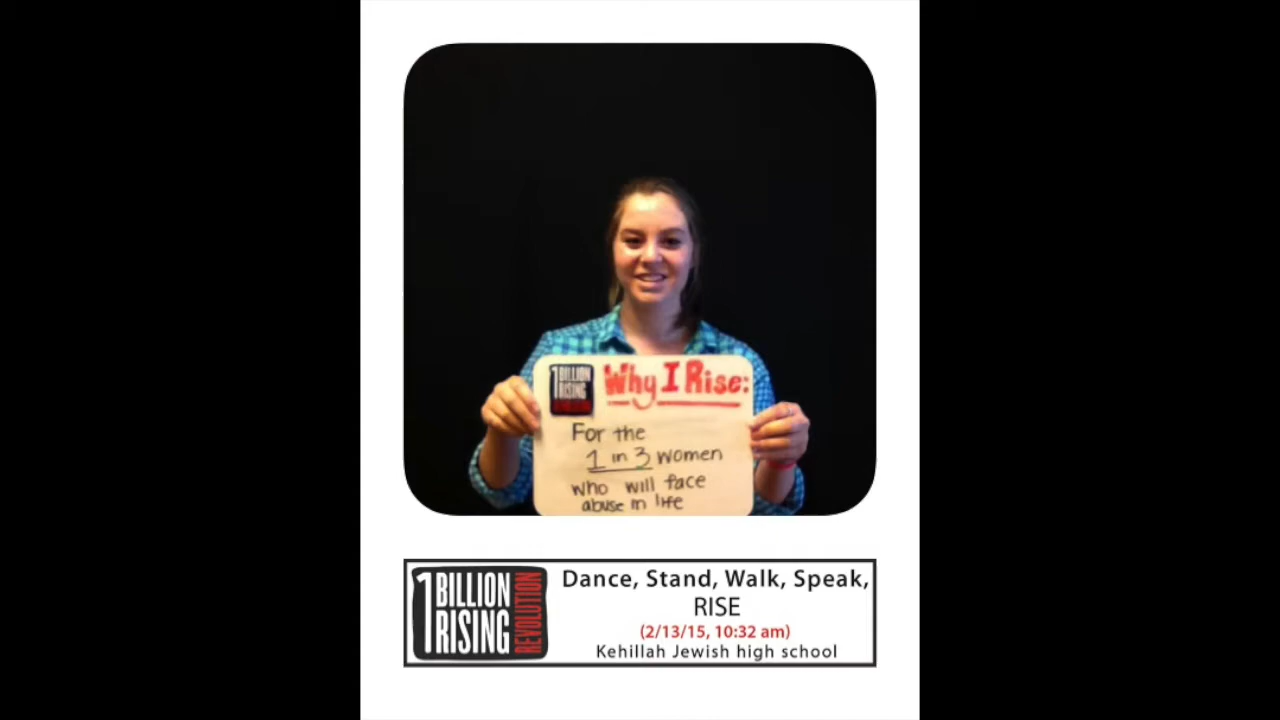 1 BILLION
RISING
REVOLUTION
Why I Rise:
For the
1 in 3 women
who will face
abuse in life
1 BILLION
RISING
REVOLUTION
Dance, Stand, Walk, Speak,
RISE
(2/13/15, 10:32 am)
Kehillah Jewish high school